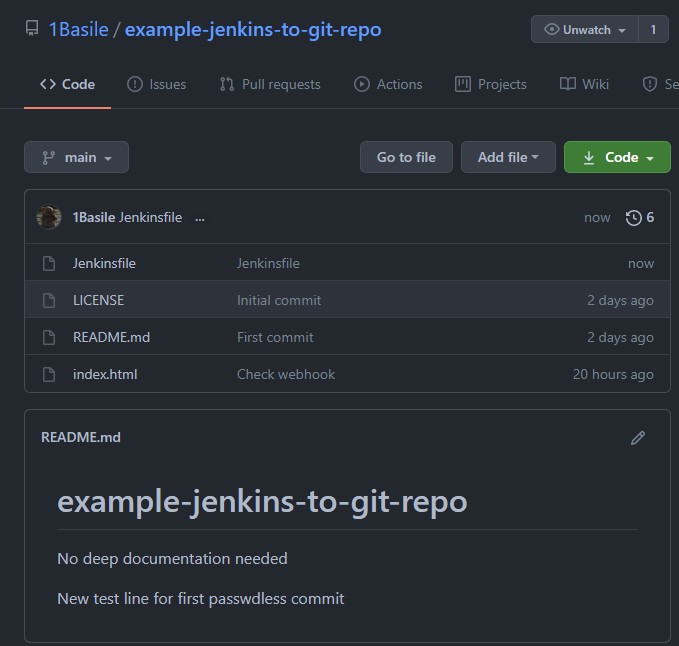 1Basile / example-jenkins-to-git-repo Unwatch 1
Code Issues Pull requests Actions Projects Wiki Se
main Go to file Add file Code
1Basile Jenkinsfile ... now 6
Jenkinsfile Jenkinsfile now
LICENSE Initial commit 2 days ago
README.md First commit 2 days ago
index.html Check webhook 20 hours ago
README.md
example-jenkins-to-git-repo
No deep documentation needed
New test line for first passwdless commit